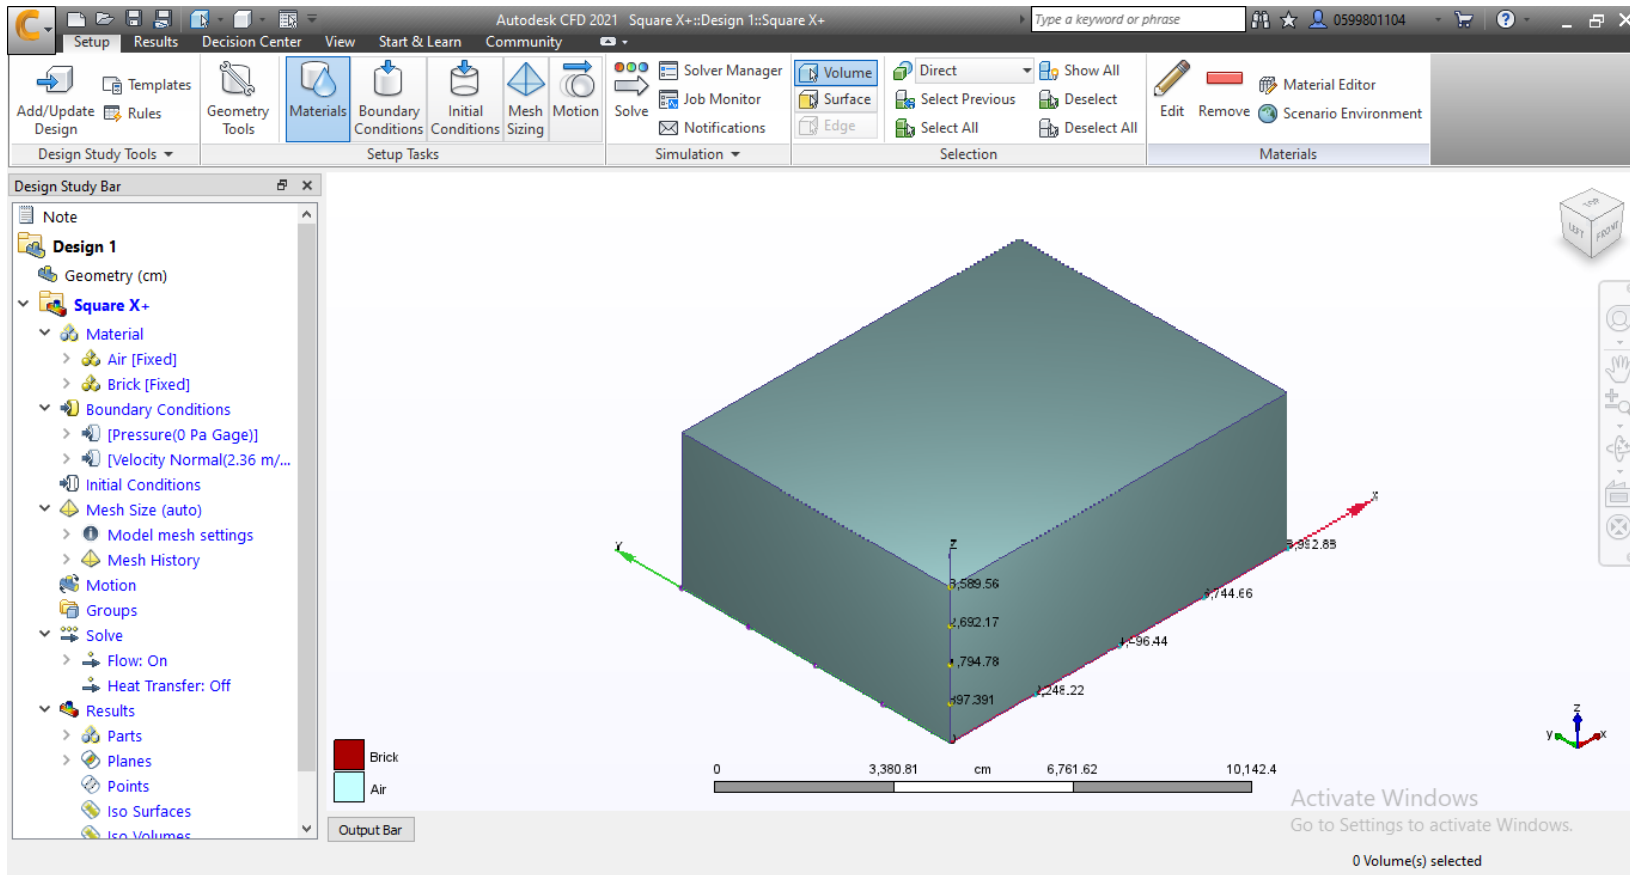 Autodesk CFD 2021 Square X+::Design 1::Square X+
Type a keyword or phrase
0599801104
Setup Results Decision Center View Start & Learn Community
Add/Update Design
Templates
Rules
Design Study Tools
Geometry Tools
Materials
Boundary Conditions
Initial Conditions
Mesh Sizing
Motion
Setup Tasks
Solve
Solver Manager
Job Monitor
Notifications
Simulation
Volume
Surface
Edge
Direct
Select Previous
Select All
Show All
Deselect
Deselect All
Selection
Edit
Remove
Material Editor
Scenario Environment
Materials
Design Study Bar
Note
Design 1
Geometry (cm)
Square X+
Material
Air [Fixed]
Brick [Fixed]
Boundary Conditions
[Pressure(0 Pa Gage)]
[Velocity Normal(2.36 m/...
Initial Conditions
Mesh Size (auto)
Model mesh settings
Mesh History
Motion
Groups
Solve
Flow: On
Heat Transfer: Off
Results
Parts
Planes
Points
Iso Surfaces
Iso Volumes
TOP
LEFT
FRONT
X
Y
Z
3,589.56
2,692.17
1,794.78
897.391
2,248.22
Brick
Air
0 3,380.81 cm 6,761.62 10,142.4
z
y
x
Activate Windows
Go to Settings to activate Windows.
Output Bar
0 Volume(s) selected